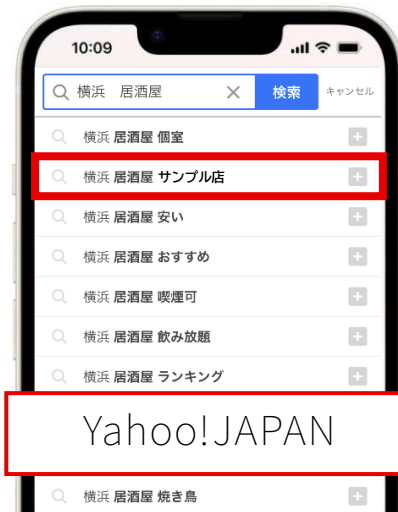 10:09
横浜　居酒屋
検索
キャンセル
横浜 居酒屋 個室
横浜 居酒屋 サンプル店
横浜 居酒屋 安い
横浜 居酒屋 おすすめ
横浜 居酒屋 喫煙可
横浜 居酒屋 飲み放題
横浜 居酒屋 ランキング
Yahoo!JAPAN
横浜 居酒屋 焼き鳥